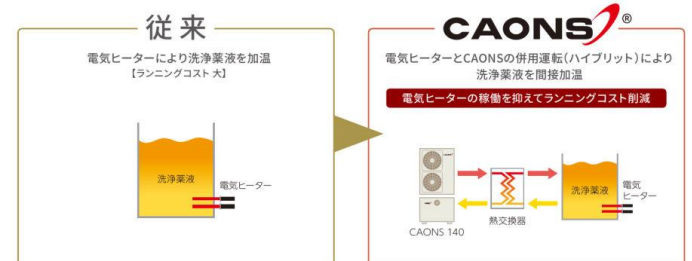 従来
電気ヒーターにより洗浄薬液を加温
【ランニングコスト 大】
洗浄薬液
電気ヒーター
CAONS®
電気ヒーターとCAONSの併用運転（ハイブリット）により
洗浄薬液を間接加温
電気ヒーターの稼働を抑えてランニングコスト削減
CAONS 140
熱交換器
洗浄薬液
電気
ヒーター